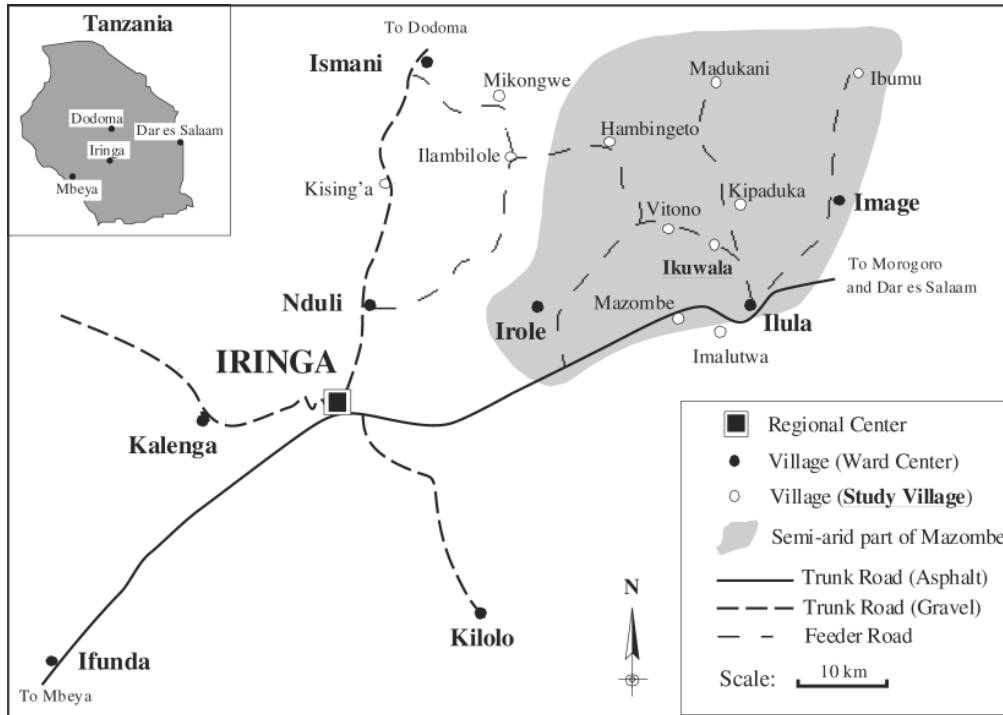 Tanzania
Dodoma
Dar es Salaam
Iringa
Mbeya
To Dodoma
Ismani
Mikongwe
Madukani
Ibumu
Hambingeto
Ilambilole
Kising'a
Kipaduka
Image
Vitono
Ikuwala
To Morogoro
and Dar es Salaam
Nduli
Irole
Mazombe
Ilula
Imalutwa
IRINGA
Kalenga
Kilolo
Ifunda
To Mbeya
N
Regional Center
Village (Ward Center)
Village (Study Village)
Semi-arid part of Mazombe
Trunk Road (Asphalt)
Trunk Road (Gravel)
Feeder Road
Scale: 10 km